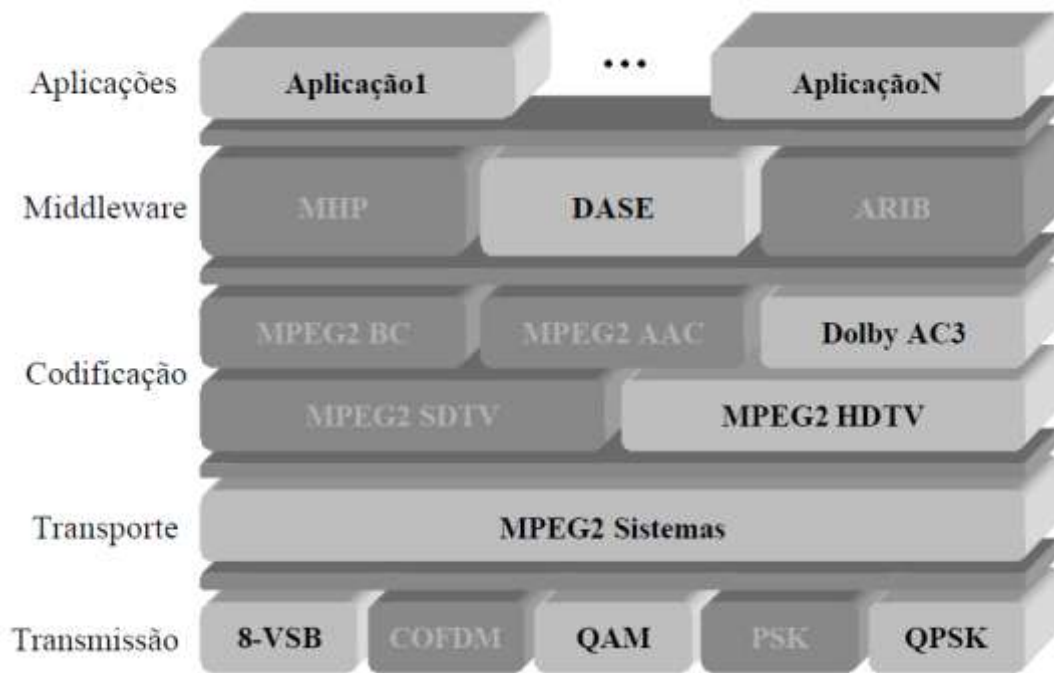 Aplicações
Aplicação1
...
AplicaçãoN
Middleware
MHP
DASE
ARIB
MPEG2 BC
MPEG2 AAC
Dolby AC3
Codificação
MPEG2 SDTV
MPEG2 HDTV
Transporte
MPEG2 Sistemas
Transmissão
8-VSB
COFDM
QAM
PSK
QPSK